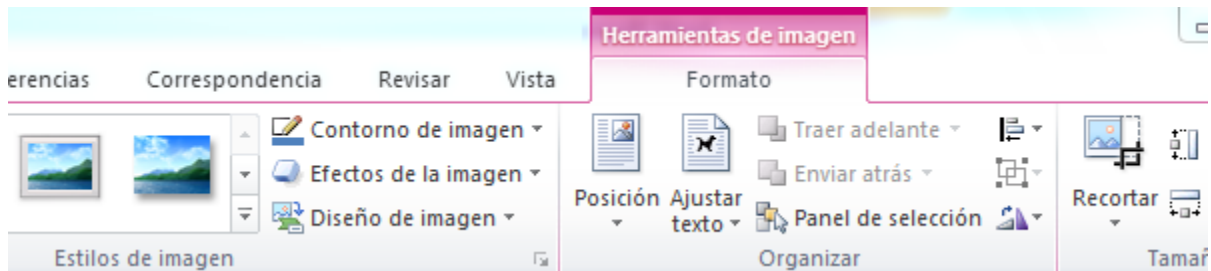 Herramientas de imagen
erencias Correspondencia Revisar Vista Formato
Contorno de imagen Traer adelante
Efectos de la imagen Enviar atrás
Posición Ajustar texto Recortar
Diseño de imagen Panel de selección
Estilos de imagen Organizar Tamañ